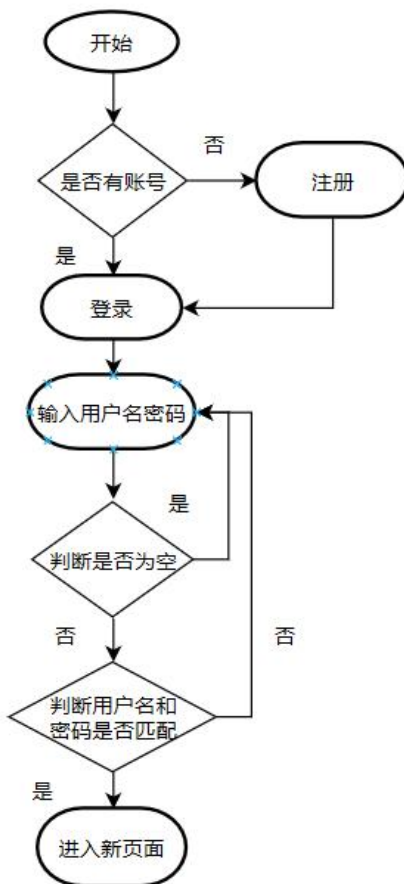 开始
否
是否有账号
注册
是
登录
输入用户名密码
是
判断是否为空
否
否
判断用户名和
密码是否匹配
是
进入新页面